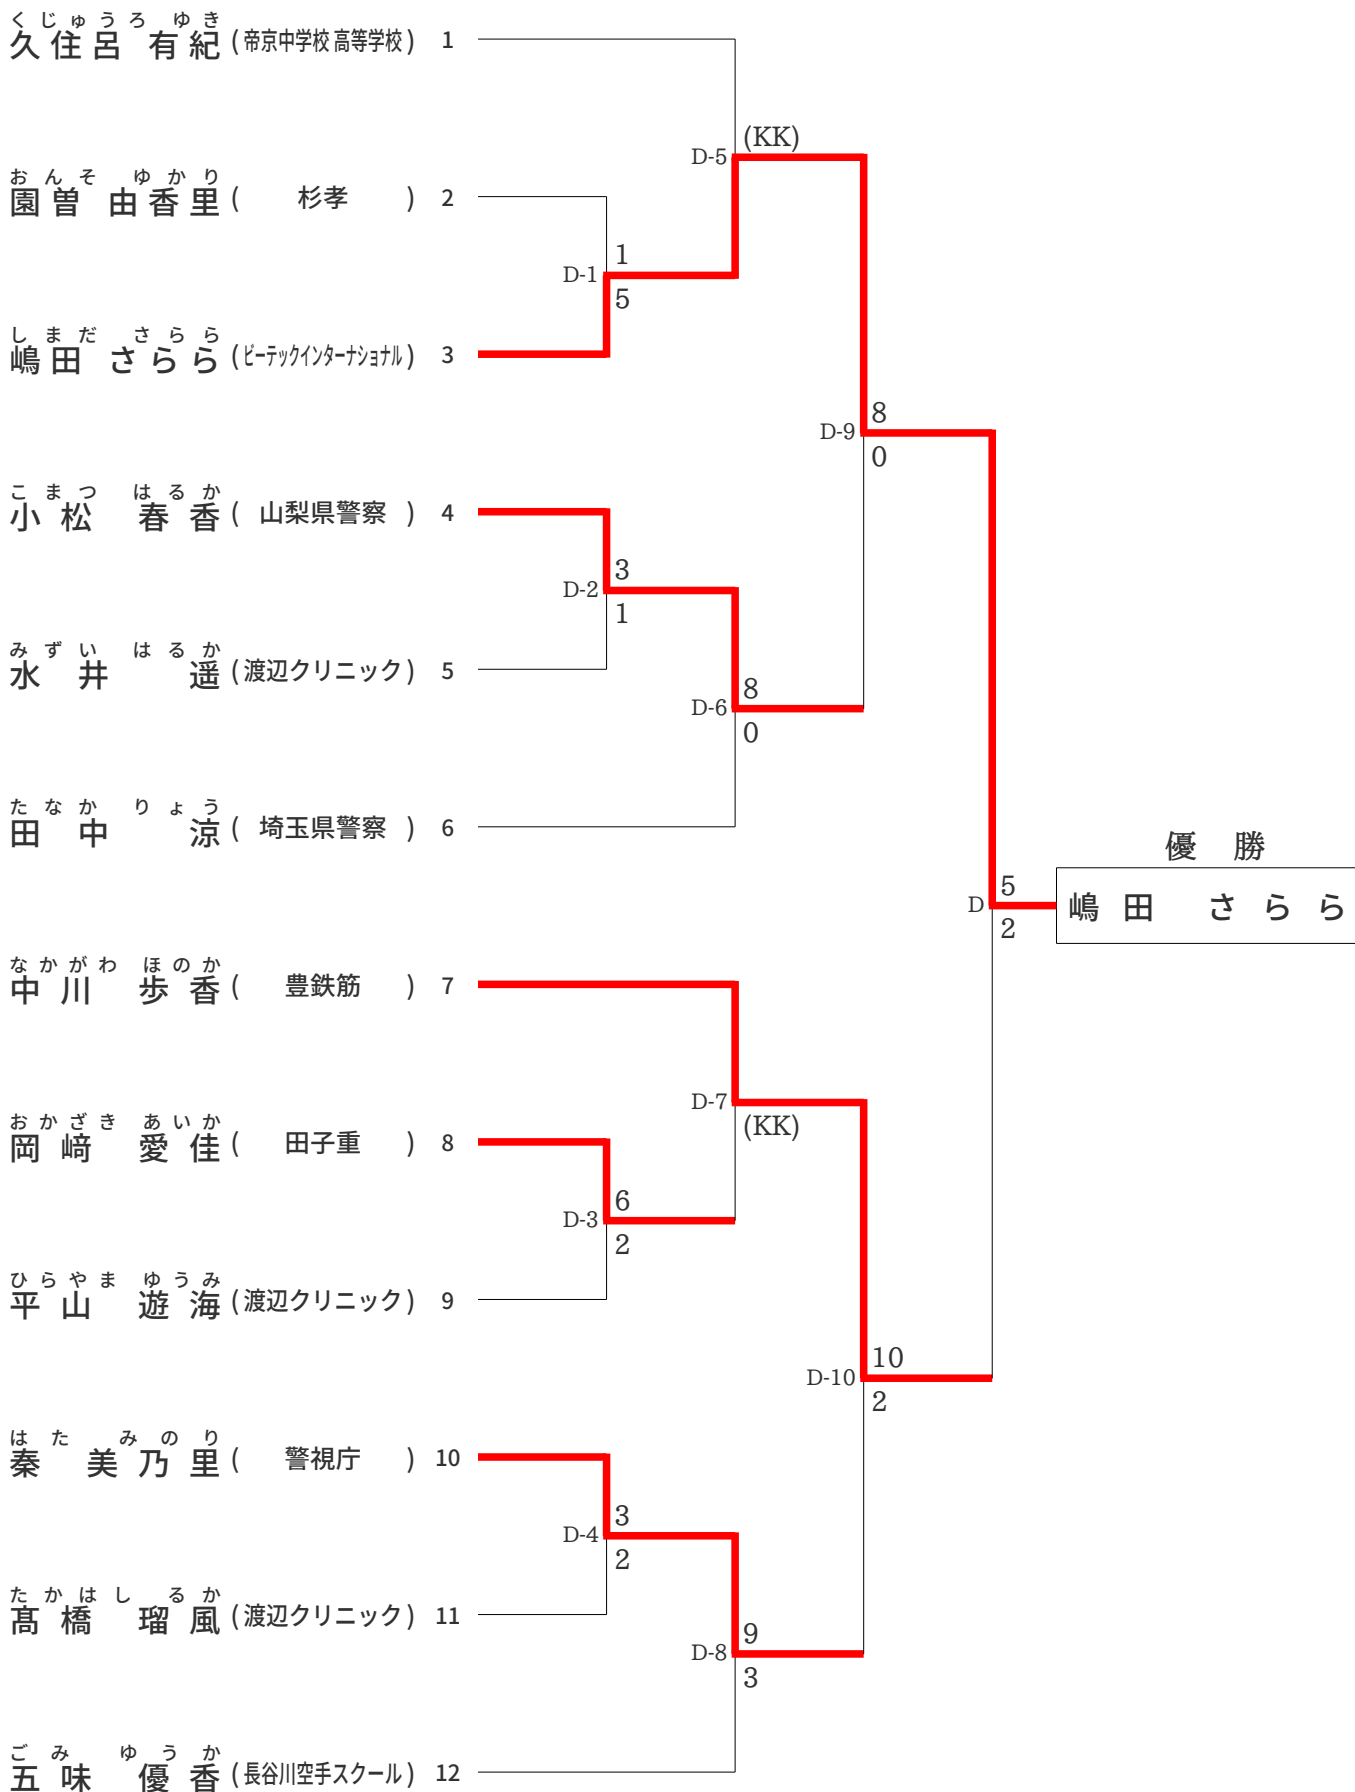 くじゅうろ ゆき
久住呂 有紀 (帝京中学校 高等学校) 1
(KK)
D-5
おんそ ゆかり
園曽 由香里 ( 杉孝 ) 2
1
D-1
5
しまだ さらら
嶋田 さらら (ビーテックインターナショナル) 3
8
D-9
0
こまつ はるか
小松 春香 ( 山梨県警察 ) 4
3
D-2
1
みずい はるか
水井 遥 (渡辺クリニック) 5
8
D-6
0
たなか りょう
田中 涼 ( 埼玉県警察 ) 6
優勝
5
D
嶋田 さらら
2
なかがわ ほのか
中川 歩香 ( 豊鉄筋 ) 7
D-7
(KK)
おかざき あいか
岡﨑 愛佳 ( 田子重 ) 8
6
D-3
2
ひらやま ゆうみ
平山 遊海 (渡辺クリニック) 9
10
D-10
2
はた みのり
秦 美乃里 ( 警視庁 ) 10
3
D-4
2
たかはし るか
髙橋 瑠風 (渡辺クリニック) 11
9
D-8
3
ごみ ゆうか
五味 優香 (長谷川空手スクール) 12